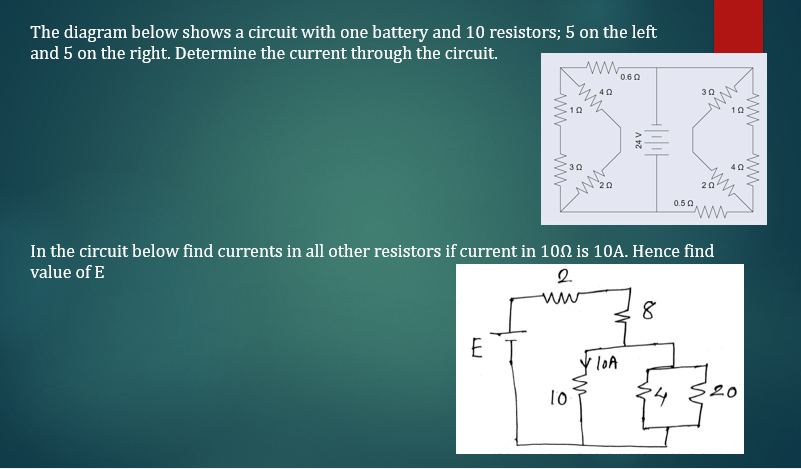 The diagram below shows a circuit with one battery and 10 resistors; 5 on the left
and 5 on the right. Determine the current through the circuit.
0.6 Ω
4 Ω
3 Ω
1 Ω
1 Ω
24 V
3 Ω
4 Ω
2 Ω
2 Ω
0.5 Ω
In the circuit below find currents in all other resistors if current in 10Ω is 10A. Hence find
value of E
2
8
E
10A
10
4
20